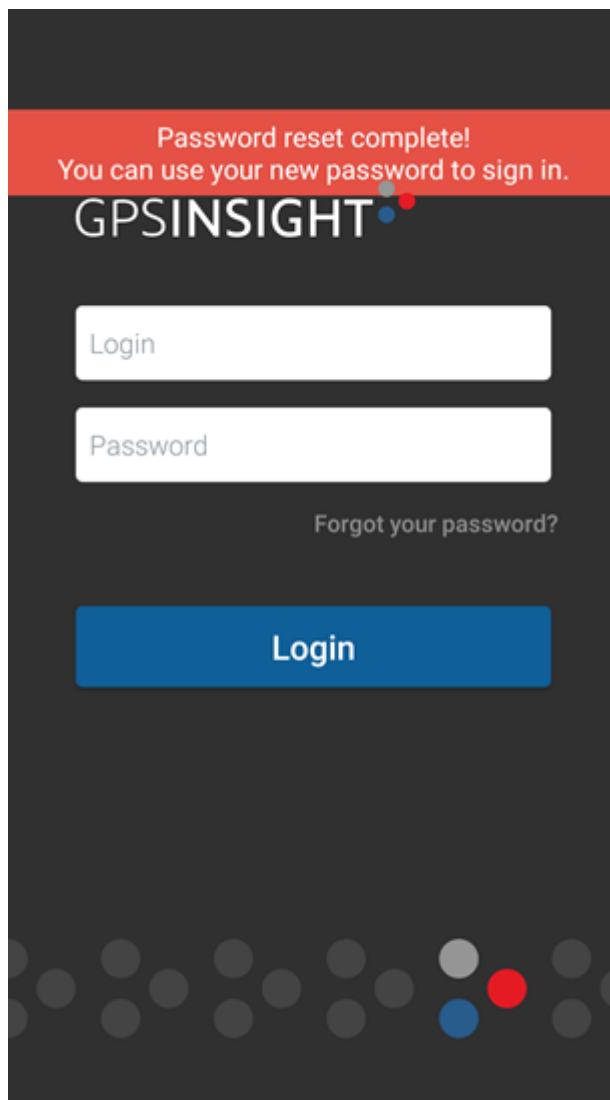 Password reset complete!
You can use your new password to sign in.
GPSINSIGHT
Login
Password
Forgot your password?
Login